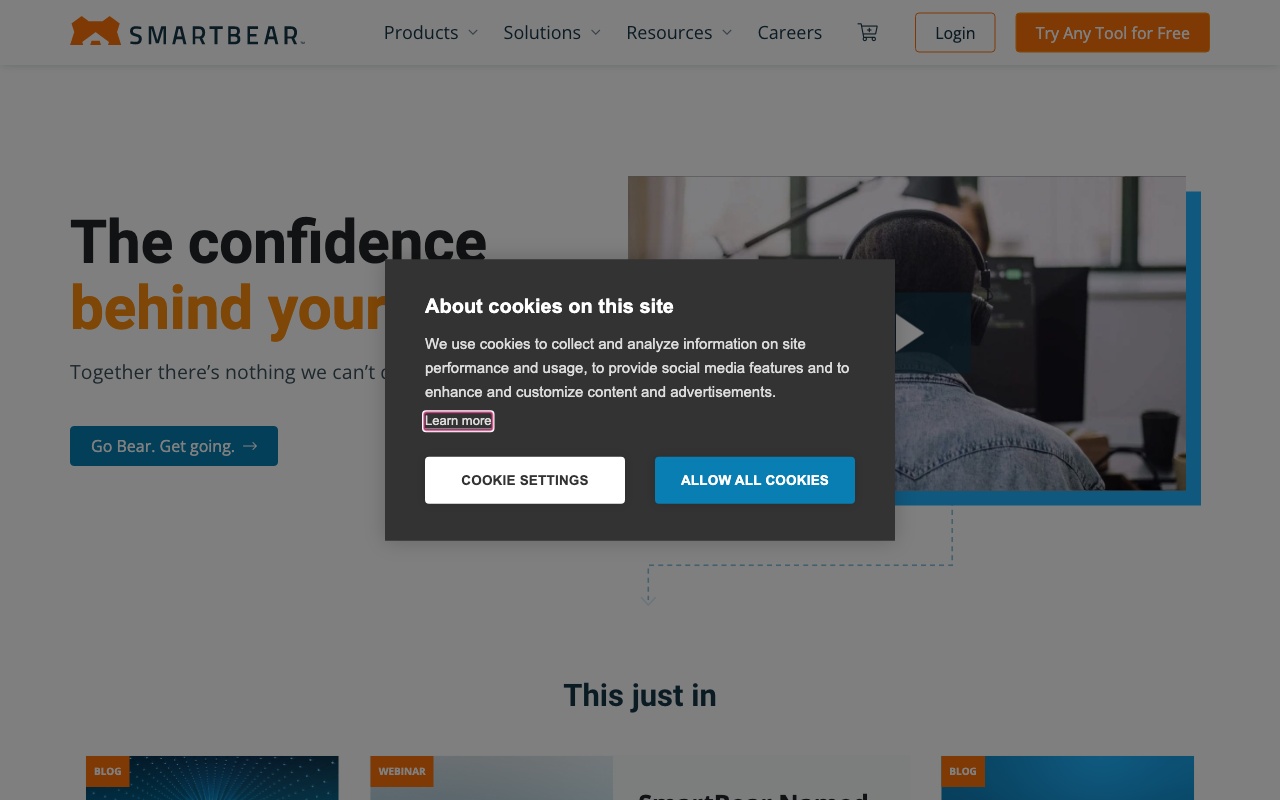 SMARTBEAR
Products
Solutions
Resources
Careers
Login
Try Any Tool for Free
The confidence
behind your
Together there's nothing we can't
Go Bear. Get going. →
About cookies on this site
We use cookies to collect and analyze information on site
performance and usage, to provide social media features and to
enhance and customize content and advertisements.
Learn more
COOKIE SETTINGS
ALLOW ALL COOKIES
This just in
BLOG
WEBINAR
SmartBear Named
BLOG